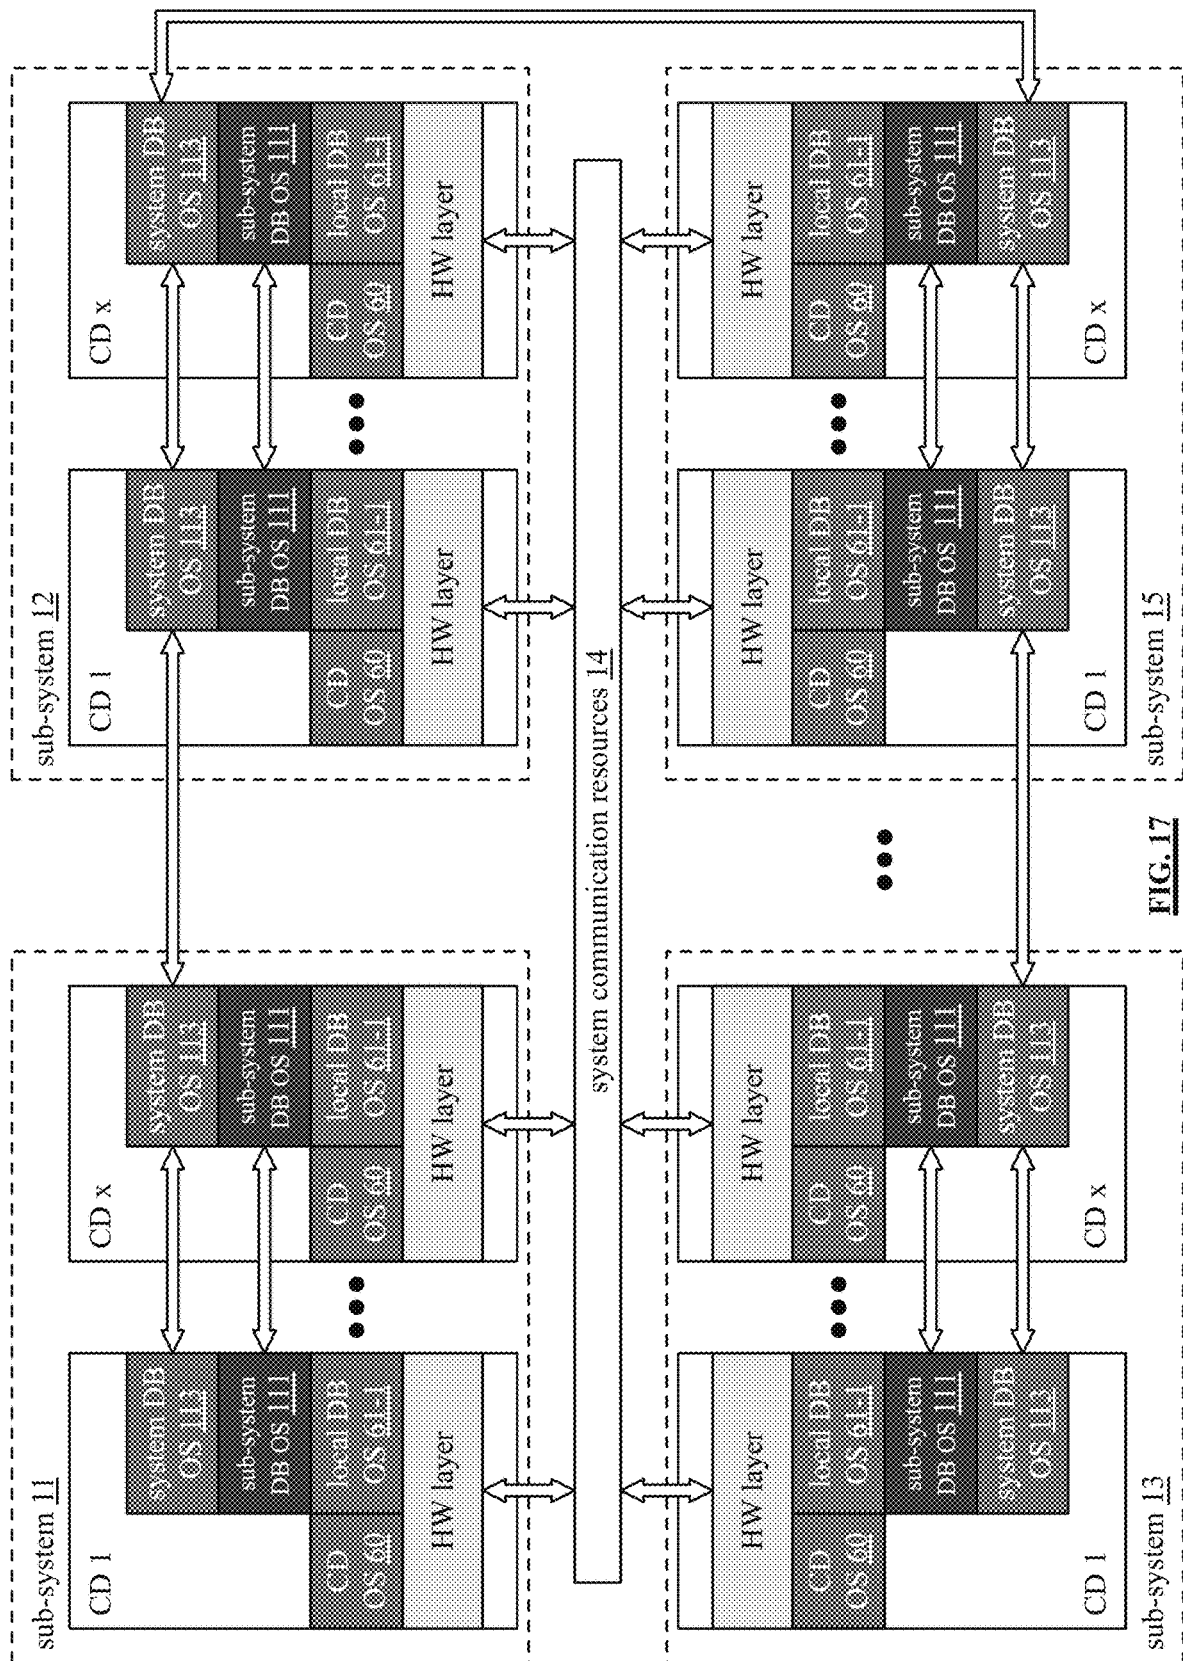 sub-system 11
CD 1
system DB
OS 113
sub-system
DB OS 111
CD
OS 60
local DB
OS 61-1
HW layer
CD x
system DB
OS 113
sub-system
DB OS 111
CD
OS 60
local DB
OS 61-1
HW layer
sub-system 12
CD 1
system DB
OS 113
sub-system
DB OS 111
CD
OS 60
local DB
OS 61-1
HW layer
CD x
system DB
OS 113
sub-system
DB OS 111
CD
OS 60
local DB
OS 61-1
HW layer
system communication resources 14
HW layer
CD
OS 60
local DB
OS 61-1
sub-system
DB OS 111
system DB
OS 113
CD 1
HW layer
CD
OS 60
local DB
OS 61-1
sub-system
DB OS 111
system DB
OS 113
CD x
sub-system 13
HW layer
CD
OS 60
local DB
OS 61-1
sub-system
DB OS 111
system DB
OS 113
CD 1
HW layer
CD
OS 60
local DB
OS 61-1
sub-system
DB OS 111
system DB
OS 113
CD x
sub-system 15
FIG. 17